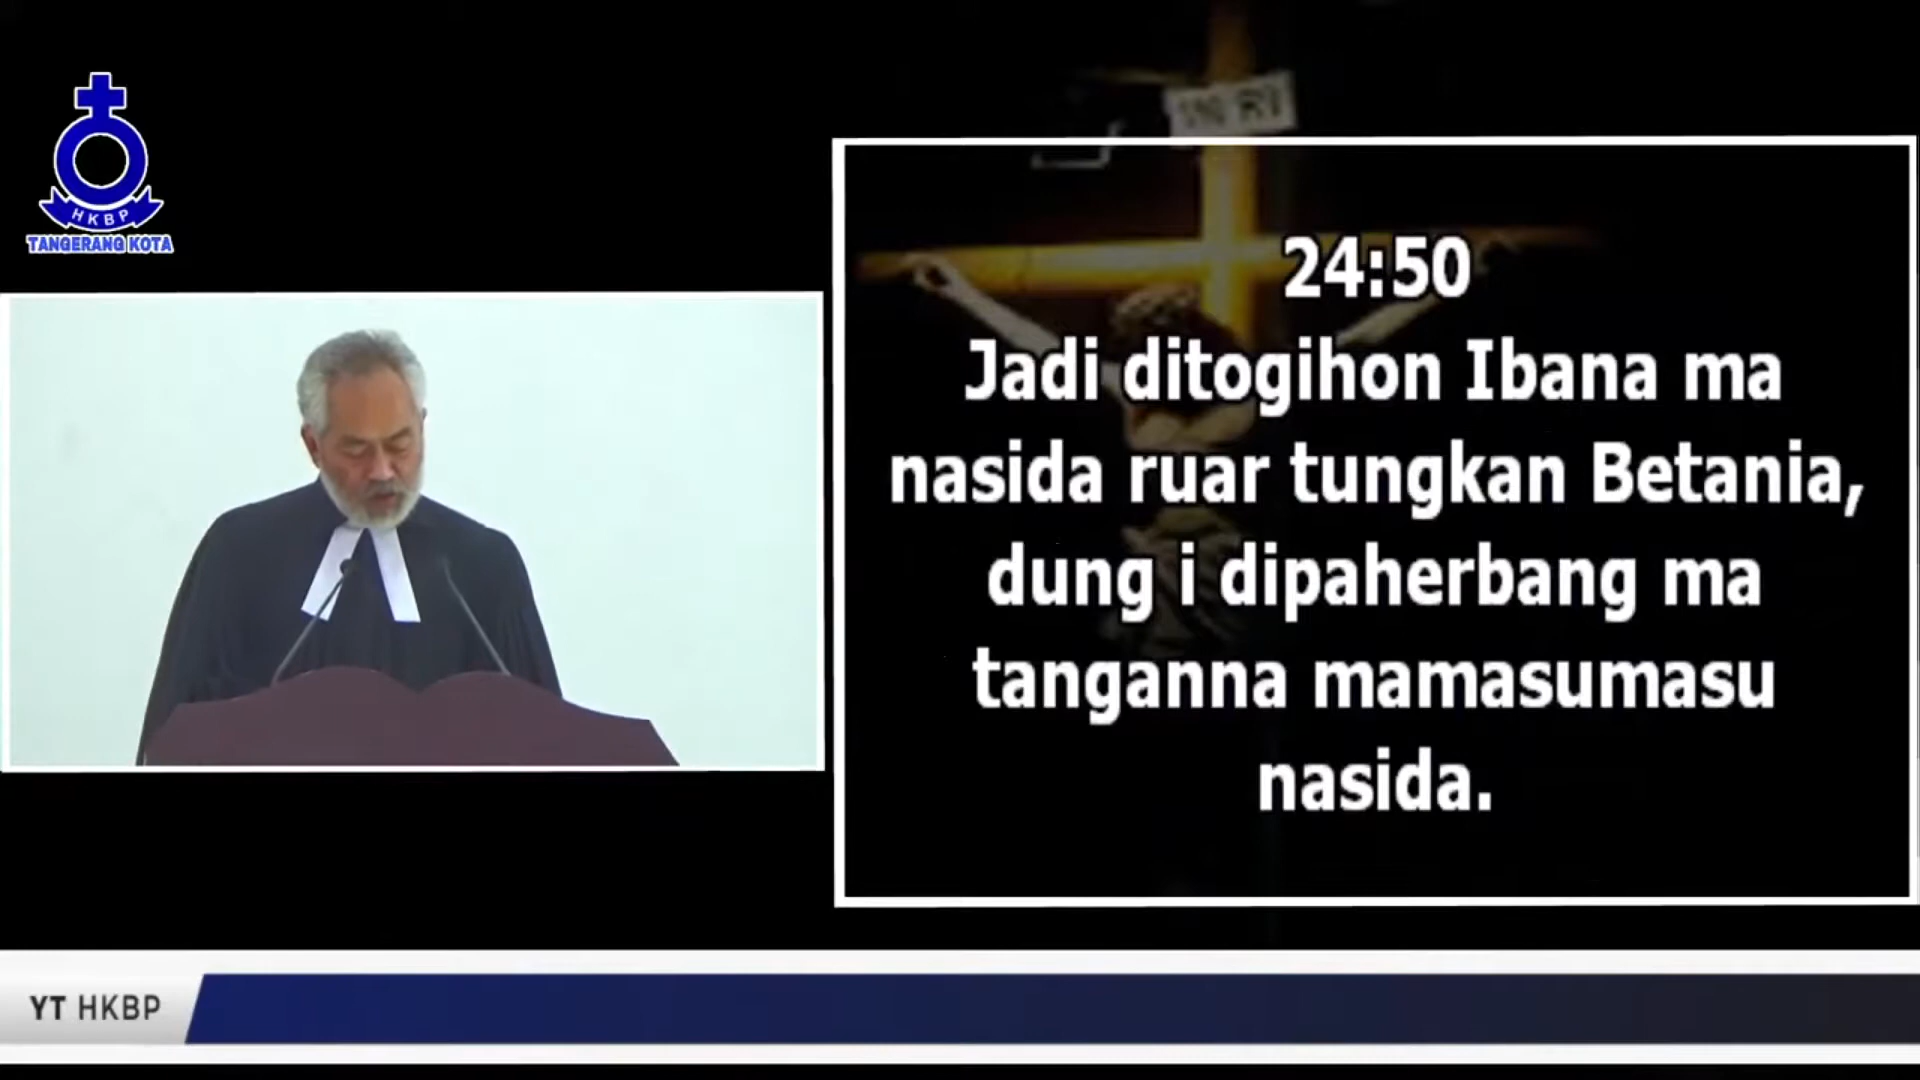 HKBP
TANGERANG KOTA
24:50
Jadi ditogihon Ibana ma
nasida ruar tungkan Betania,
dung i dipaherbang ma
tanganna mamasumasu
nasida.
YT HKBP